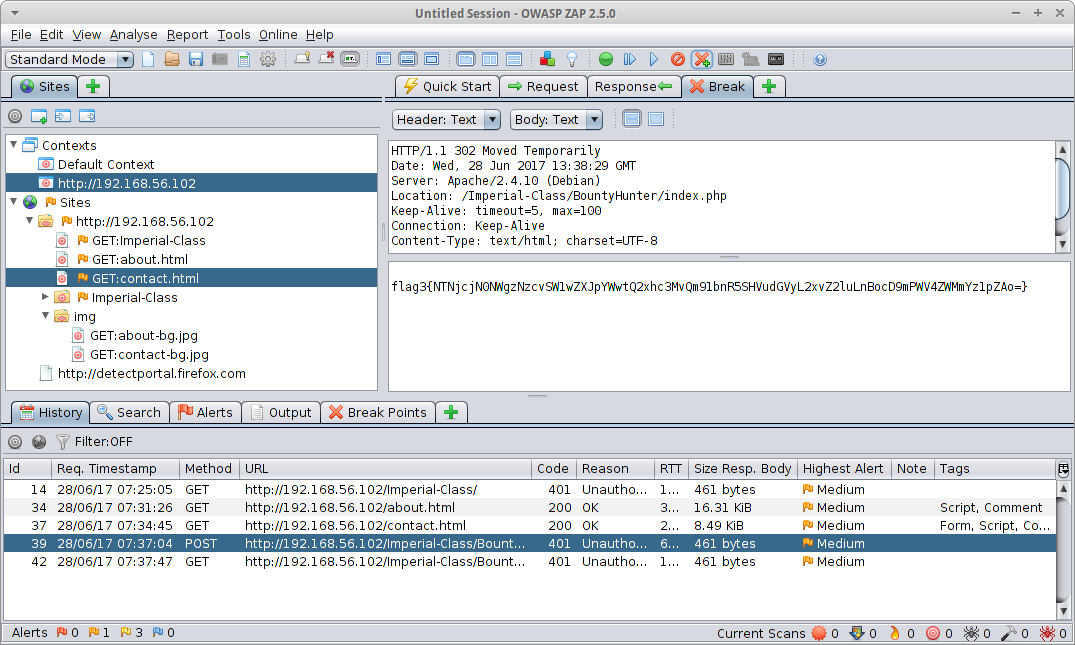 Untitled Session - OWASP ZAP 2.5.0
File Edit View Analyse Report Tools Online Help
Standard Mode
Sites
Quick Start Request Response Break
Header: Text Body: Text
Contexts
Default Context
http://192.168.56.102
Sites
http://192.168.56.102
GET:Imperial-Class
GET:about.html
GET:contact.html
Imperial-Class
img
GET:about-bg.jpg
GET:contact-bg.jpg
http://detectportal.firefox.com
HTTP/1.1 302 Moved Temporarily
Date: Wed, 28 Jun 2017 13:38:29 GMT
Server: Apache/2.4.10 (Debian)
Location: /Imperial-Class/BountyHunter/index.php
Keep-Alive: timeout=5, max=100
Connection: Keep-Alive
Content-Type: text/html; charset=UTF-8
flag3{NTNjcjN0NWgzNzcvSW1wZXJpYWwtQ2xhc3MvQm91bnR5SHVudGVyL2xvZ2luLnBocD9mPWV4ZWMmYz1pZAo=}
History Search Alerts Output Break Points
Filter:OFF
Id Req. Timestamp Method URL Code Reason RTT Size Resp. Body Highest Alert Note Tags
14 28/06/17 07:25:05 GET http://192.168.56.102/Imperial-Class/ 401 Unautho... 1... 461 bytes Medium
34 28/06/17 07:31:26 GET http://192.168.56.102/about.html 200 OK 3... 16.31 KiB Medium Script, Comment
37 28/06/17 07:34:45 GET http://192.168.56.102/contact.html 200 OK 2... 8.49 KiB Medium Form, Script, Co...
39 28/06/17 07:37:04 POST http://192.168.56.102/Imperial-Class/Bount... 401 Unautho... 6... 461 bytes Medium
42 28/06/17 07:37:47 GET http://192.168.56.102/Imperial-Class/Bount... 401 Unautho... 1... 461 bytes Medium
Alerts 0 1 3 0 Current Scans 0 0 0 0 0 0 0